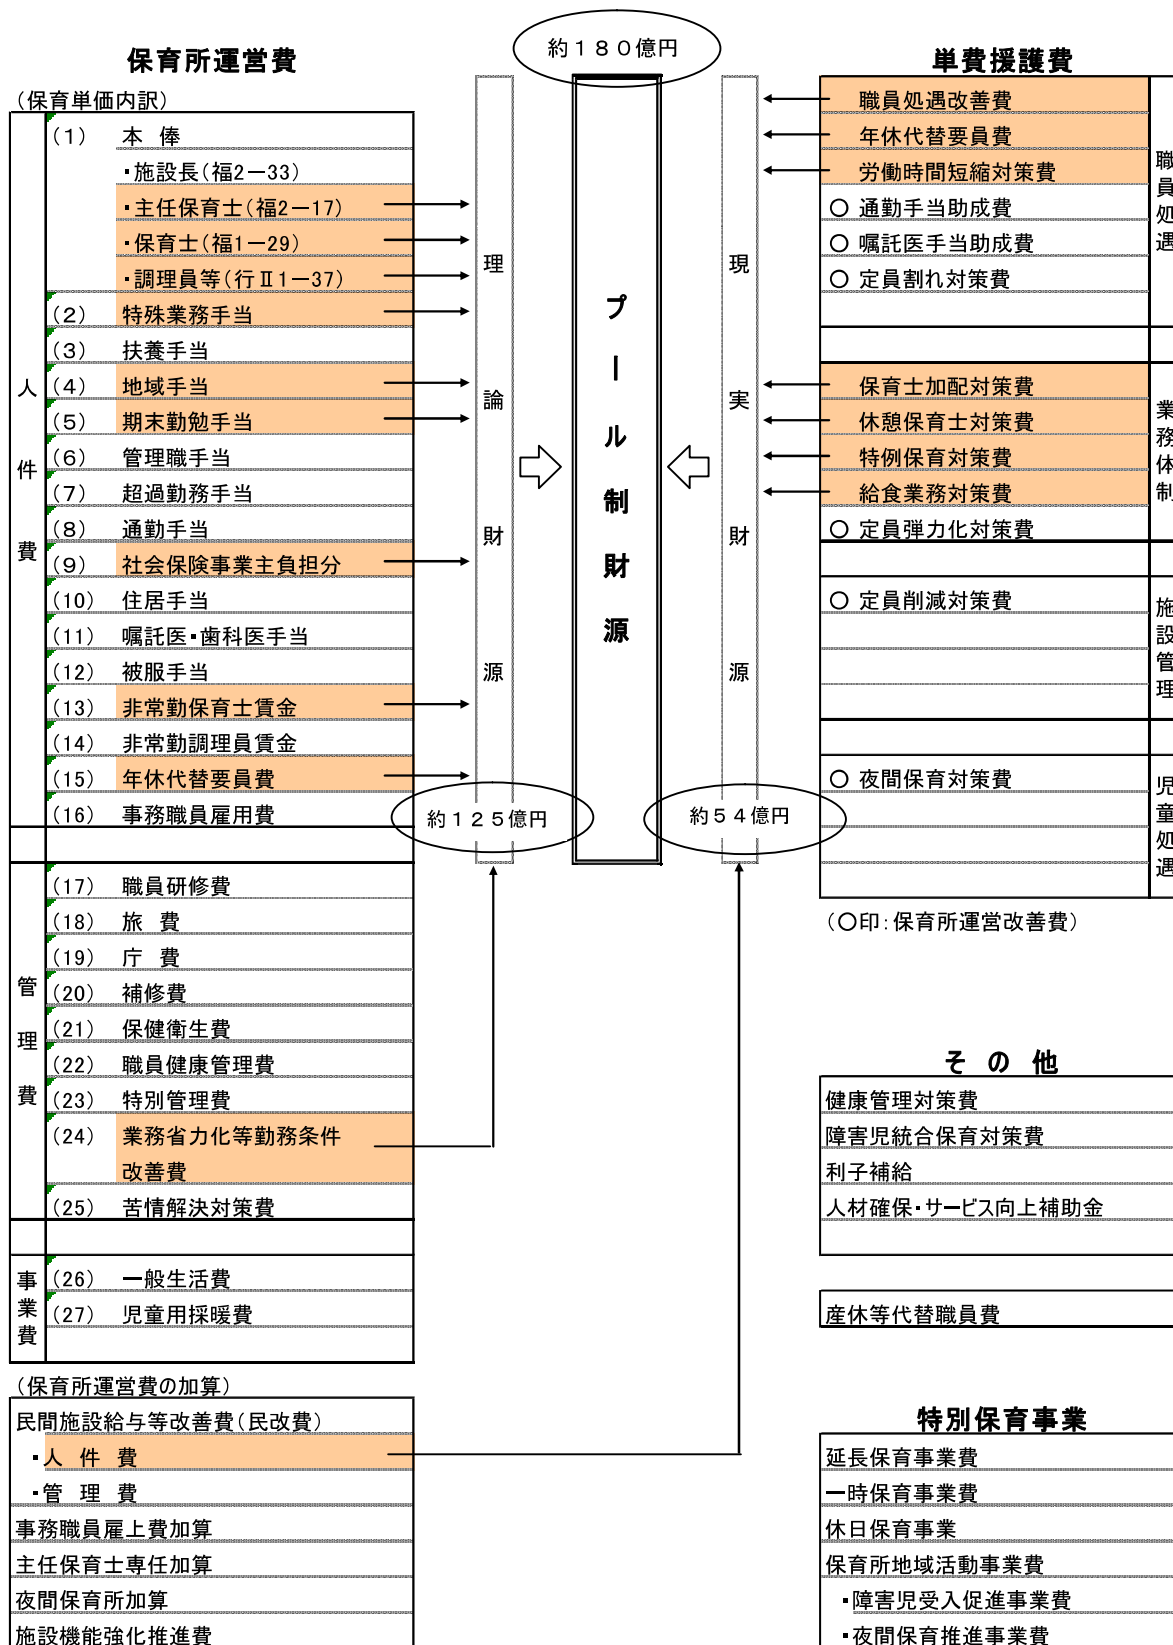 約１８０億円
保育所運営費
(保育単価内訳)
人件費
(1) 本 俸
・施設長(福2－33)
・主任保育士(福2－17)
・保育士(福1－29)
・調理員等(行Ⅱ1－37)
(2) 特殊業務手当
(3) 扶養手当
(4) 地域手当
(5) 期末勤勉手当
(6) 管理職手当
(7) 超過勤務手当
(8) 通勤手当
(9) 社会保険事業主負担分
(10) 住居手当
(11) 嘱託医・歯科医手当
(12) 被服手当
(13) 非常勤保育士賃金
(14) 非常勤調理員賃金
(15) 年休代替要員費
(16) 事務職員雇用費
管理費
(17) 職員研修費
(18) 旅 費
(19) 庁 費
(20) 補修費
(21) 保健衛生費
(22) 職員健康管理費
(23) 特別管理費
(24) 業務省力化等勤務条件
改善費
(25) 苦情解決対策費
事業費
(26) 一般生活費
(27) 児童用採暖費
(保育所運営費の加算)
民間施設給与等改善費(民改費)
・人 件 費
・管 理 費
事務職員雇上費加算
主任保育士専任加算
夜間保育所加算
施設機能強化推進費
理論財源
約１２５億円
プール制財源
現実財源
約５４億円
単費援護費
職員処遇改善費
年休代替要員費
労働時間短縮対策費
○ 通勤手当助成費
○ 嘱託医手当助成費
○ 定員割れ対策費
職員処遇
保育士加配対策費
休憩保育士対策費
特例保育対策費
給食業務対策費
○ 定員弾力化対策費
業務体制
○ 定員削減対策費
施設管理
○ 夜間保育対策費
児童処遇
(○印:保育所運営改善費)
そ の 他
健康管理対策費
障害児統合保育対策費
利子補給
人材確保・サービス向上補助金
産休等代替職員費
特別保育事業
延長保育事業費
一時保育事業費
休日保育事業
保育所地域活動事業費
・障害児受入促進事業費
・夜間保育推進事業費